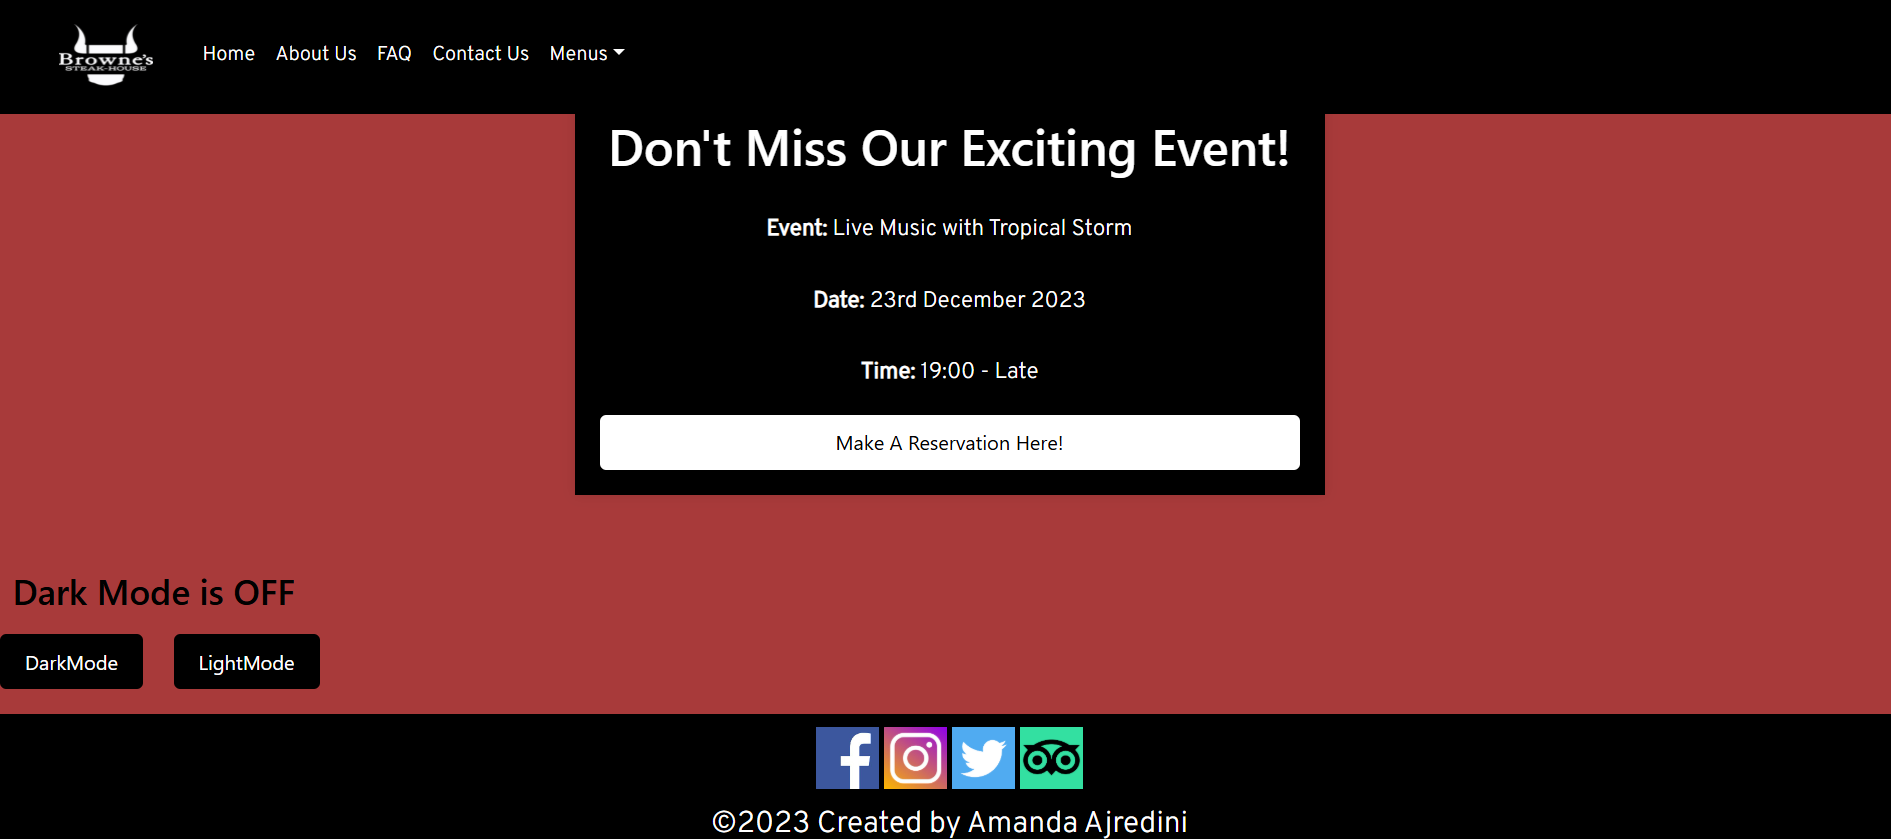 Browne's
STEAK-HOUSE
Home About Us FAQ Contact Us Menus
Don't Miss Our Exciting Event!
Event: Live Music with Tropical Storm
Date: 23rd December 2023
Time: 19:00 - Late
Make A Reservation Here!
Dark Mode is OFF
DarkMode LightMode
©2023 Created by Amanda Ajredini